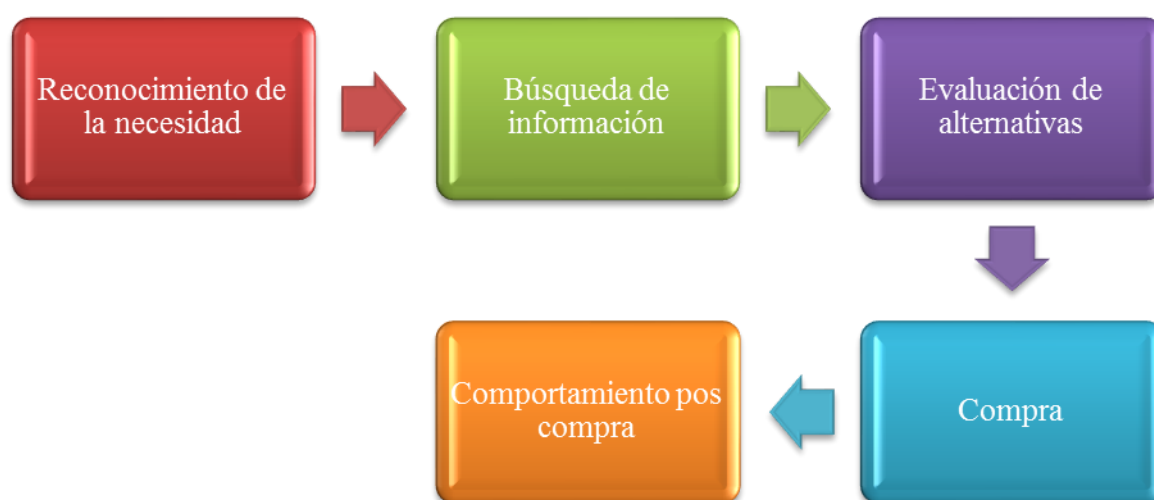 Reconocimiento de
la necesidad
Búsqueda de
información
Evaluación de
alternativas
Compra
Comportamiento pos
compra